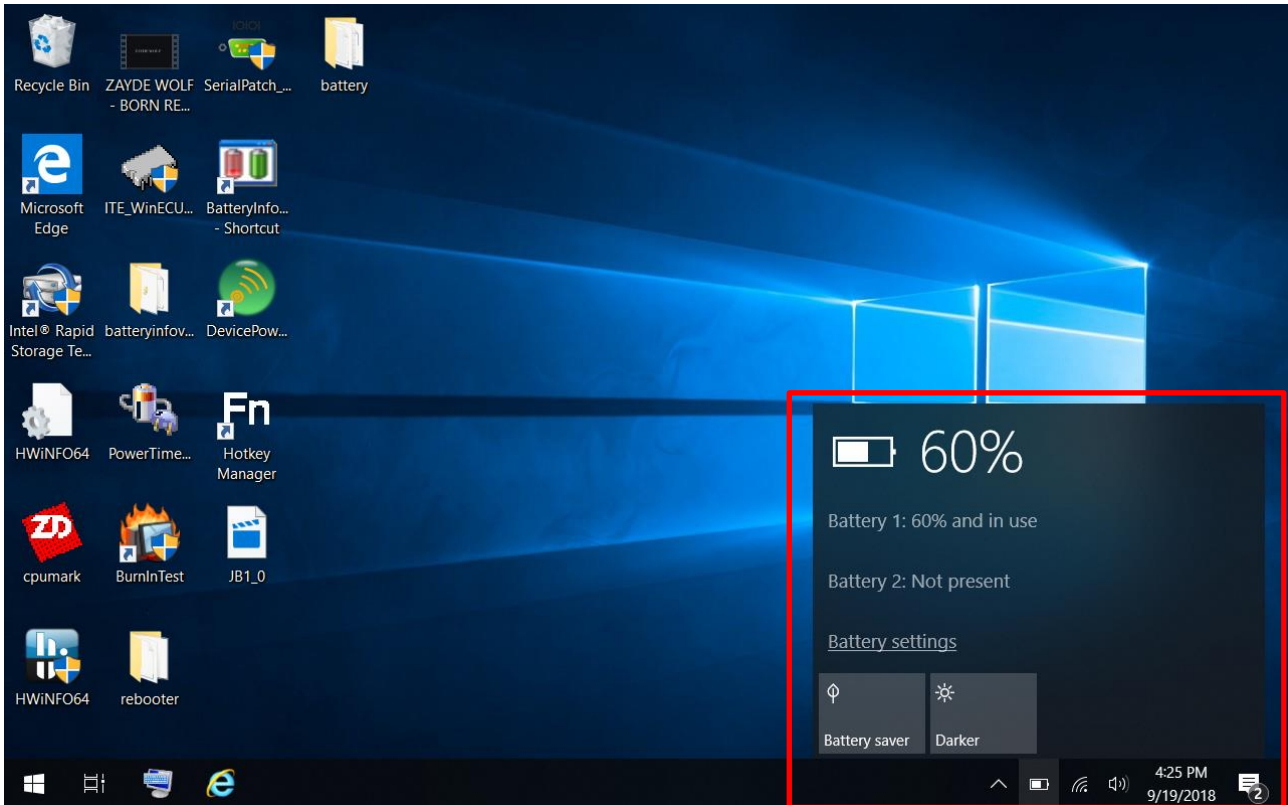 Recycle Bin
ZAYDE WOLF
- BORN RE...
SerialPatch_...
battery
Microsoft
Edge
ITE_WinECU...
BatteryInfo...
- Shortcut
Intel® Rapid
Storage Te...
batteryinfov...
DevicePow...
HWiNFO64
PowerTime...
Fn
Hotkey
Manager
ZD
cpumark
BurnInTest
JB1_0
HWiNFO64
rebooter
60%
Battery 1: 60% and in use
Battery 2: Not present
Battery settings
Battery saver
Darker
4:25 PM
9/19/2018
2